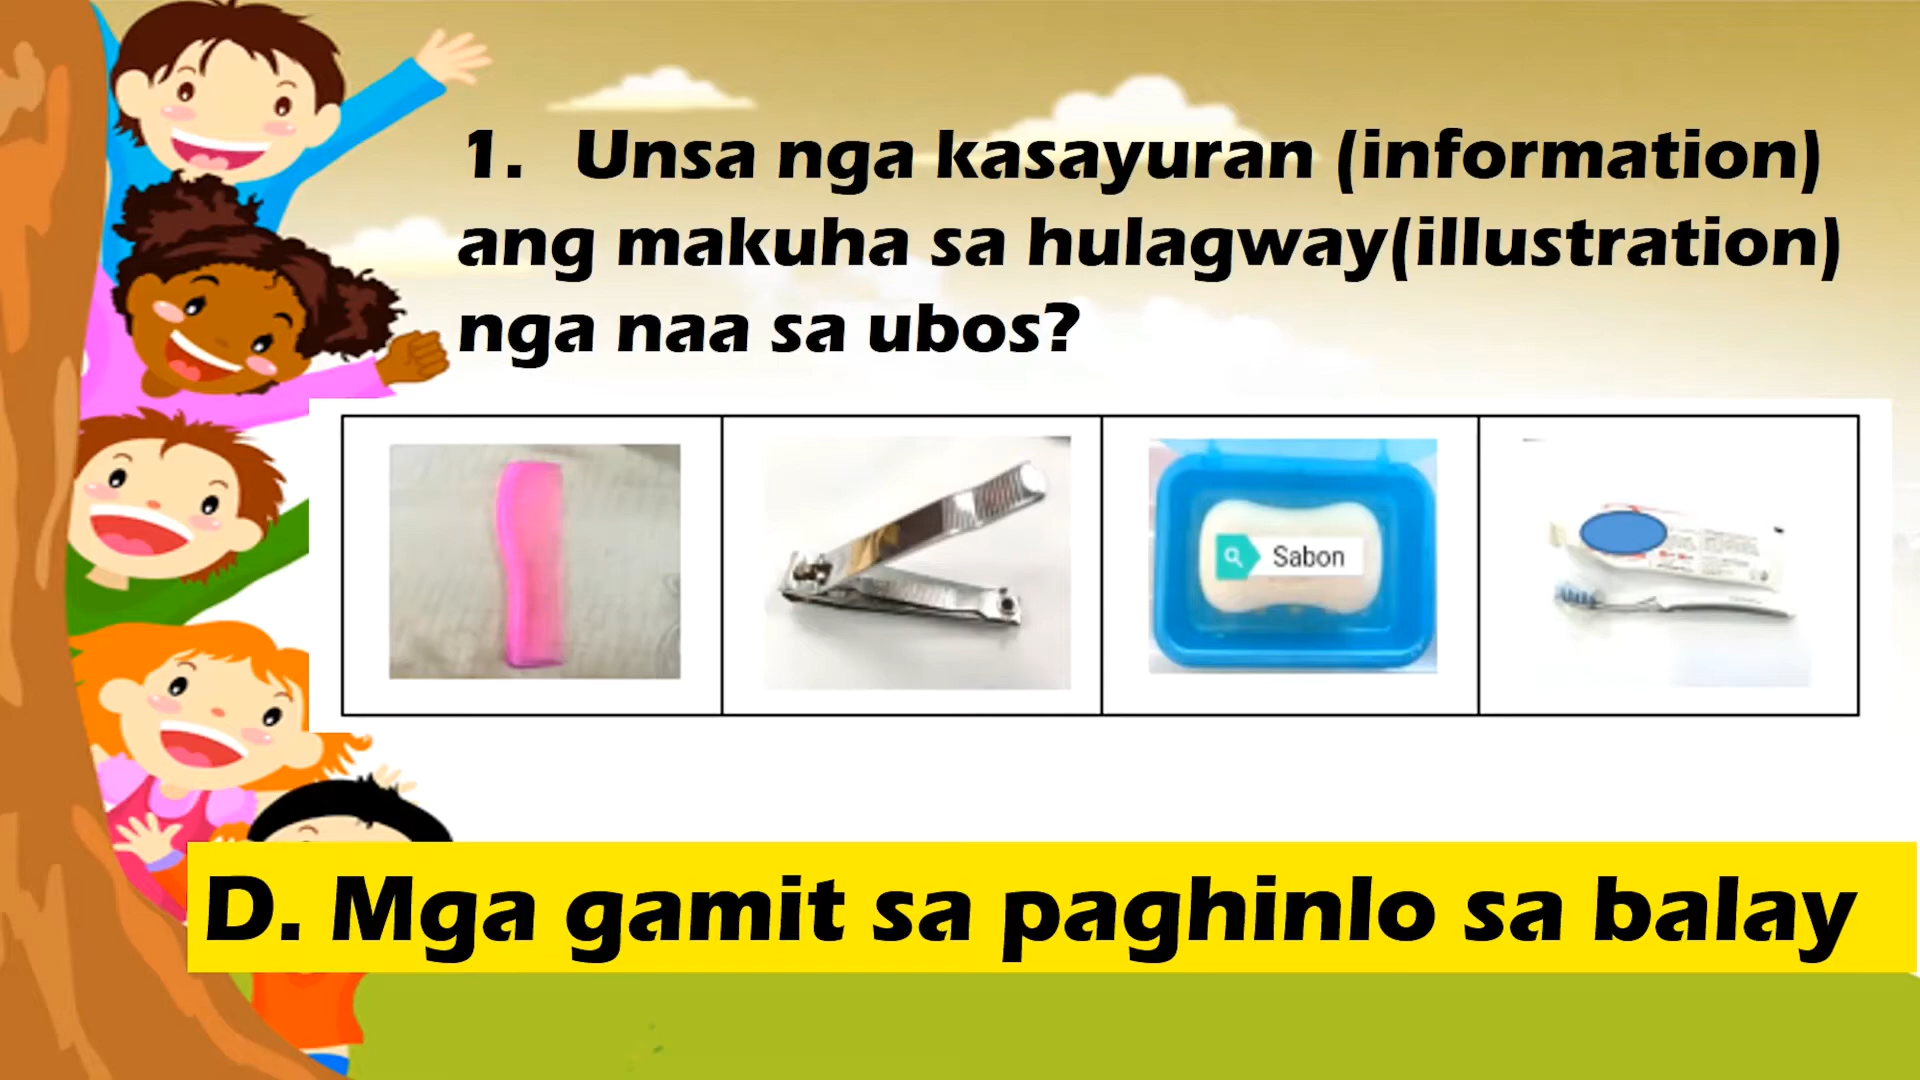 1. Unsa nga kasayuran (information)
ang makuha sa hulagway(illustration)
nga naa sa ubos?
Sabon
D. Mga gamit sa paghinlo sa balay